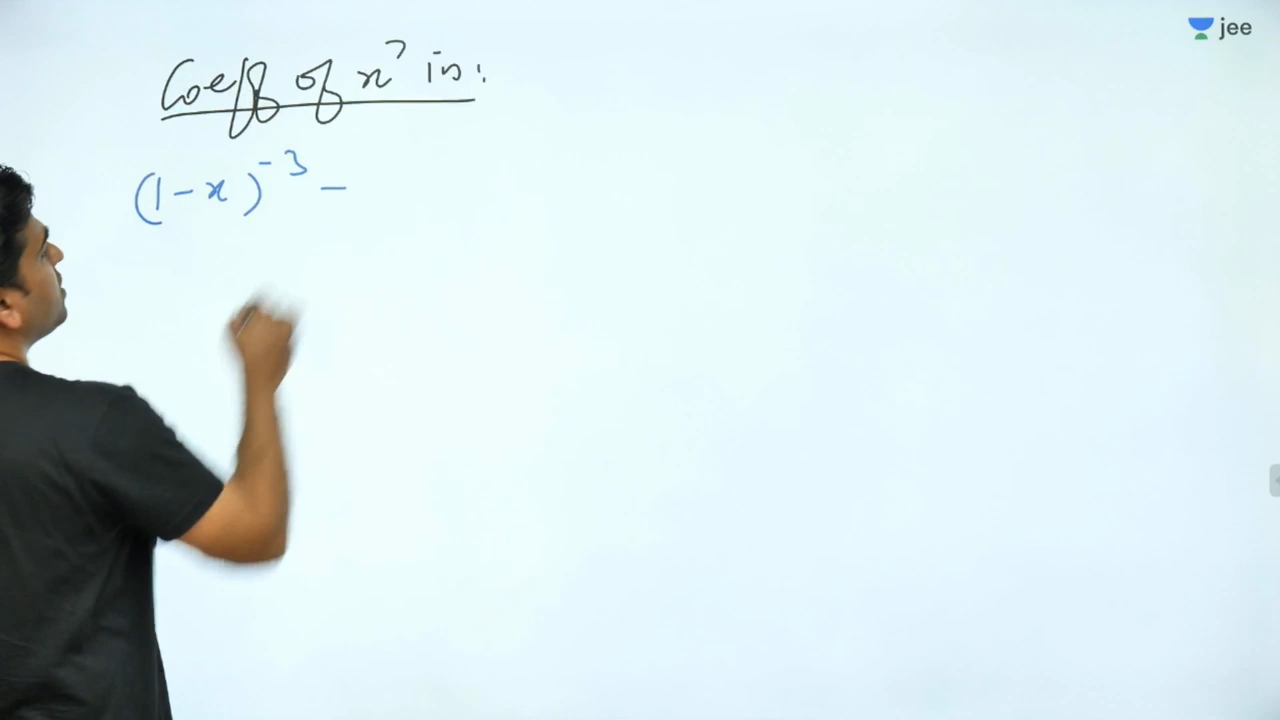 jee
Coeff of x⁷ in:
(1-x)⁻³ -